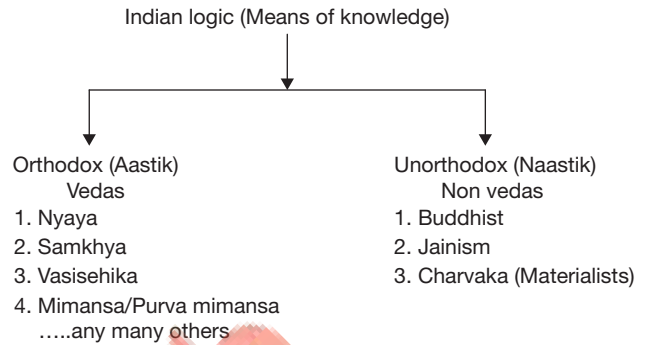 Indian logic (Means of knowledge)
Orthodox (Aastik)
Vedas
1. Nyaya
2. Samkhya
3. Vasisehika
4. Mimansa/Purva mimansa
…..any many others
Unorthodox (Naastik)
Non vedas
1. Buddhist
2. Jainism
3. Charvaka (Materialists)